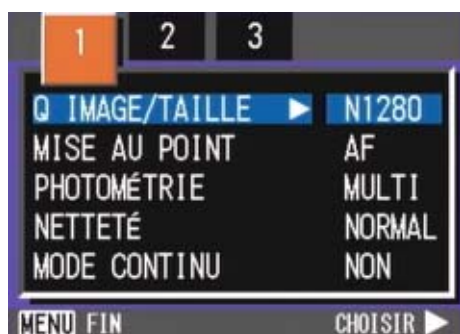 1 2 3
Q IMAGE/TAILLE ▶ N1280
MISE AU POINT AF
PHOTOMÉTRIE MULTI
NETTETÉ NORMAL
MODE CONTINU NON
MENU FIN CHOISIR ▶